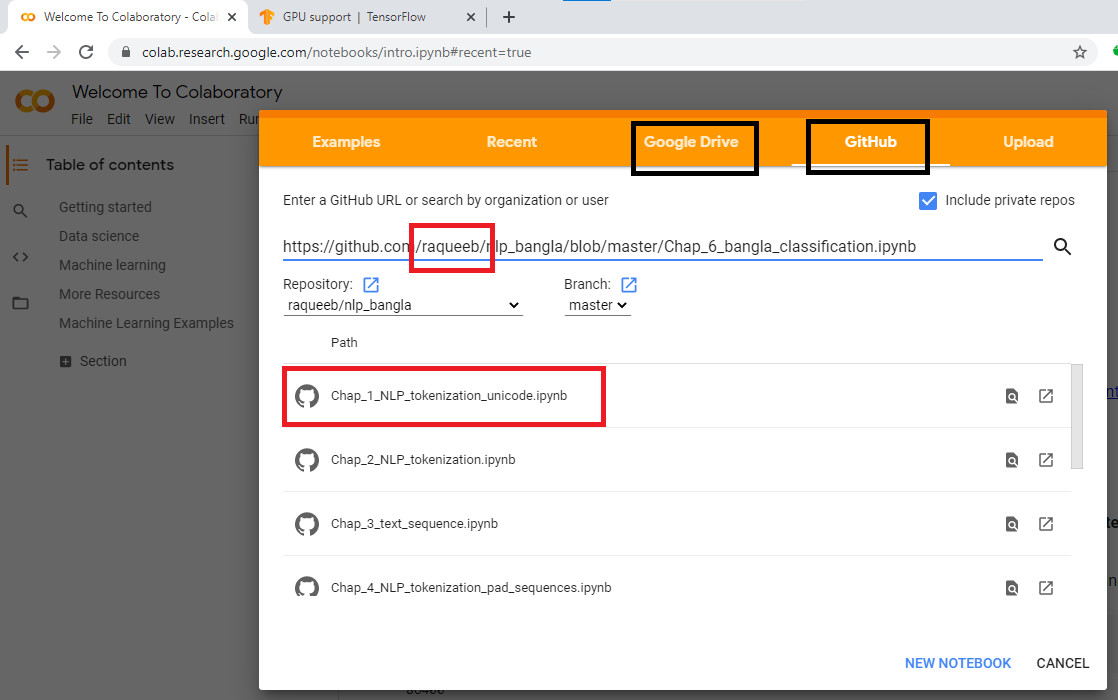 Welcome To Colaboratory - Cola
GPU support | TensorFlow
colab.research.google.com/notebooks/intro.ipynb#recent=true
Welcome To Colaboratory
File Edit View Insert Run
Table of contents
Getting started
Data science
Machine learning
More Resources
Machine Learning Examples
Section
Examples Recent Google Drive GitHub Upload
Enter a GitHub URL or search by organization or user
Include private repos
https://github.com/raqueeb/nlp_bangla/blob/master/Chap_6_bangla_classification.ipynb
Repository: Branch:
raqueeb/nlp_bangla master
Path
Chap_1_NLP_tokenization_unicode.ipynb
Chap_2_NLP_tokenization.ipynb
Chap_3_text_sequence.ipynb
Chap_4_NLP_tokenization_pad_sequences.ipynb
NEW NOTEBOOK CANCEL